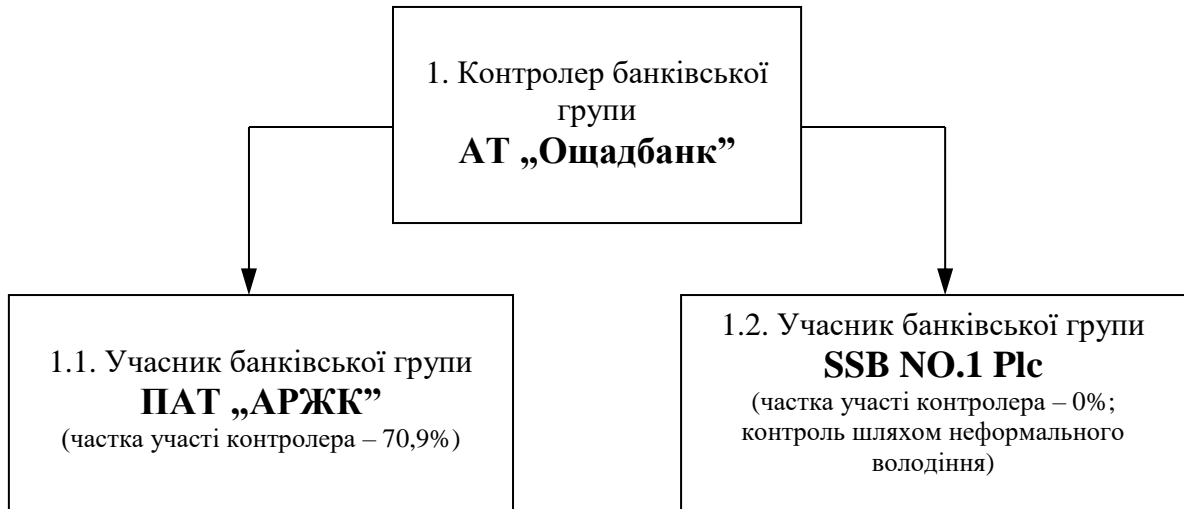 1. Контролер банківської
групи
АТ „Ощадбанк”
1.1. Учасник банківської групи
ПАТ „АРЖК”
(частка участі контролера – 70,9%)
1.2. Учасник банківської групи
SSB NO.1 Plc
(частка участі контролера – 0%;
контроль шляхом неформального
володіння)